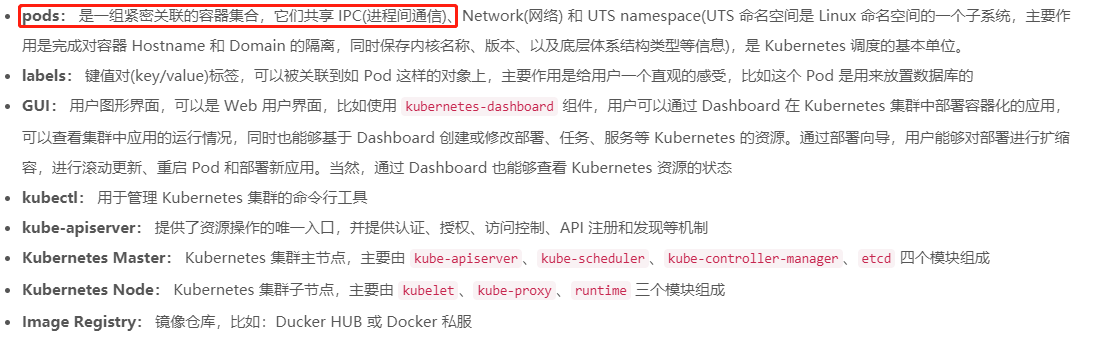 pods： 是一组紧密关联的容器集合，它们共享 IPC(进程间通信)、Network(网络) 和 UTS namespace(UTS 命名空间是 Linux 命名空间的一个子系统，主要
作用是完成对容器 Hostname 和 Domain 的隔离，同时保存内核名称、版本、以及底层体系结构类型等信息)，是 Kubernetes 调度的基本单位。
labels： 键值对(key/value)标签，可以被关联到如 Pod 这样的对象上，主要作用是给用户一个直观的感受，比如这个 Pod 是用来放置数据库的
GUI： 用户图形界面，可以是 Web 用户界面，比如使用 kubernetes-dashboard 组件，用户可以通过 Dashboard 在 Kubernetes 集群中部署容器化的应用，
可以查看集群中应用的运行情况，同时也能够基于 Dashboard 创建或修改部署、任务、服务等 Kubernetes 的资源。通过部署向导，用户能够对部署进行扩缩
容，进行滚动更新、重启 Pod 和部署新应用。当然，通过 Dashboard 也能够查看 Kubernetes 资源的状态
kubectl： 用于管理 Kubernetes 集群的命令行工具
kube-apiserver： 提供了资源操作的唯一入口，并提供认证、授权、访问控制、API 注册和发现等机制
Kubernetes Master： Kubernetes 集群主节点，主要由 kube-apiserver 、 kube-scheduler 、 kube-controller-manager 、 etcd 四个模块组成
Kubernetes Node： Kubernetes 集群子节点，主要由 kubelet 、 kube-proxy 、 runtime 三个模块组成
Image Registry： 镜像仓库，比如：Ducker HUB 或 Docker 私服